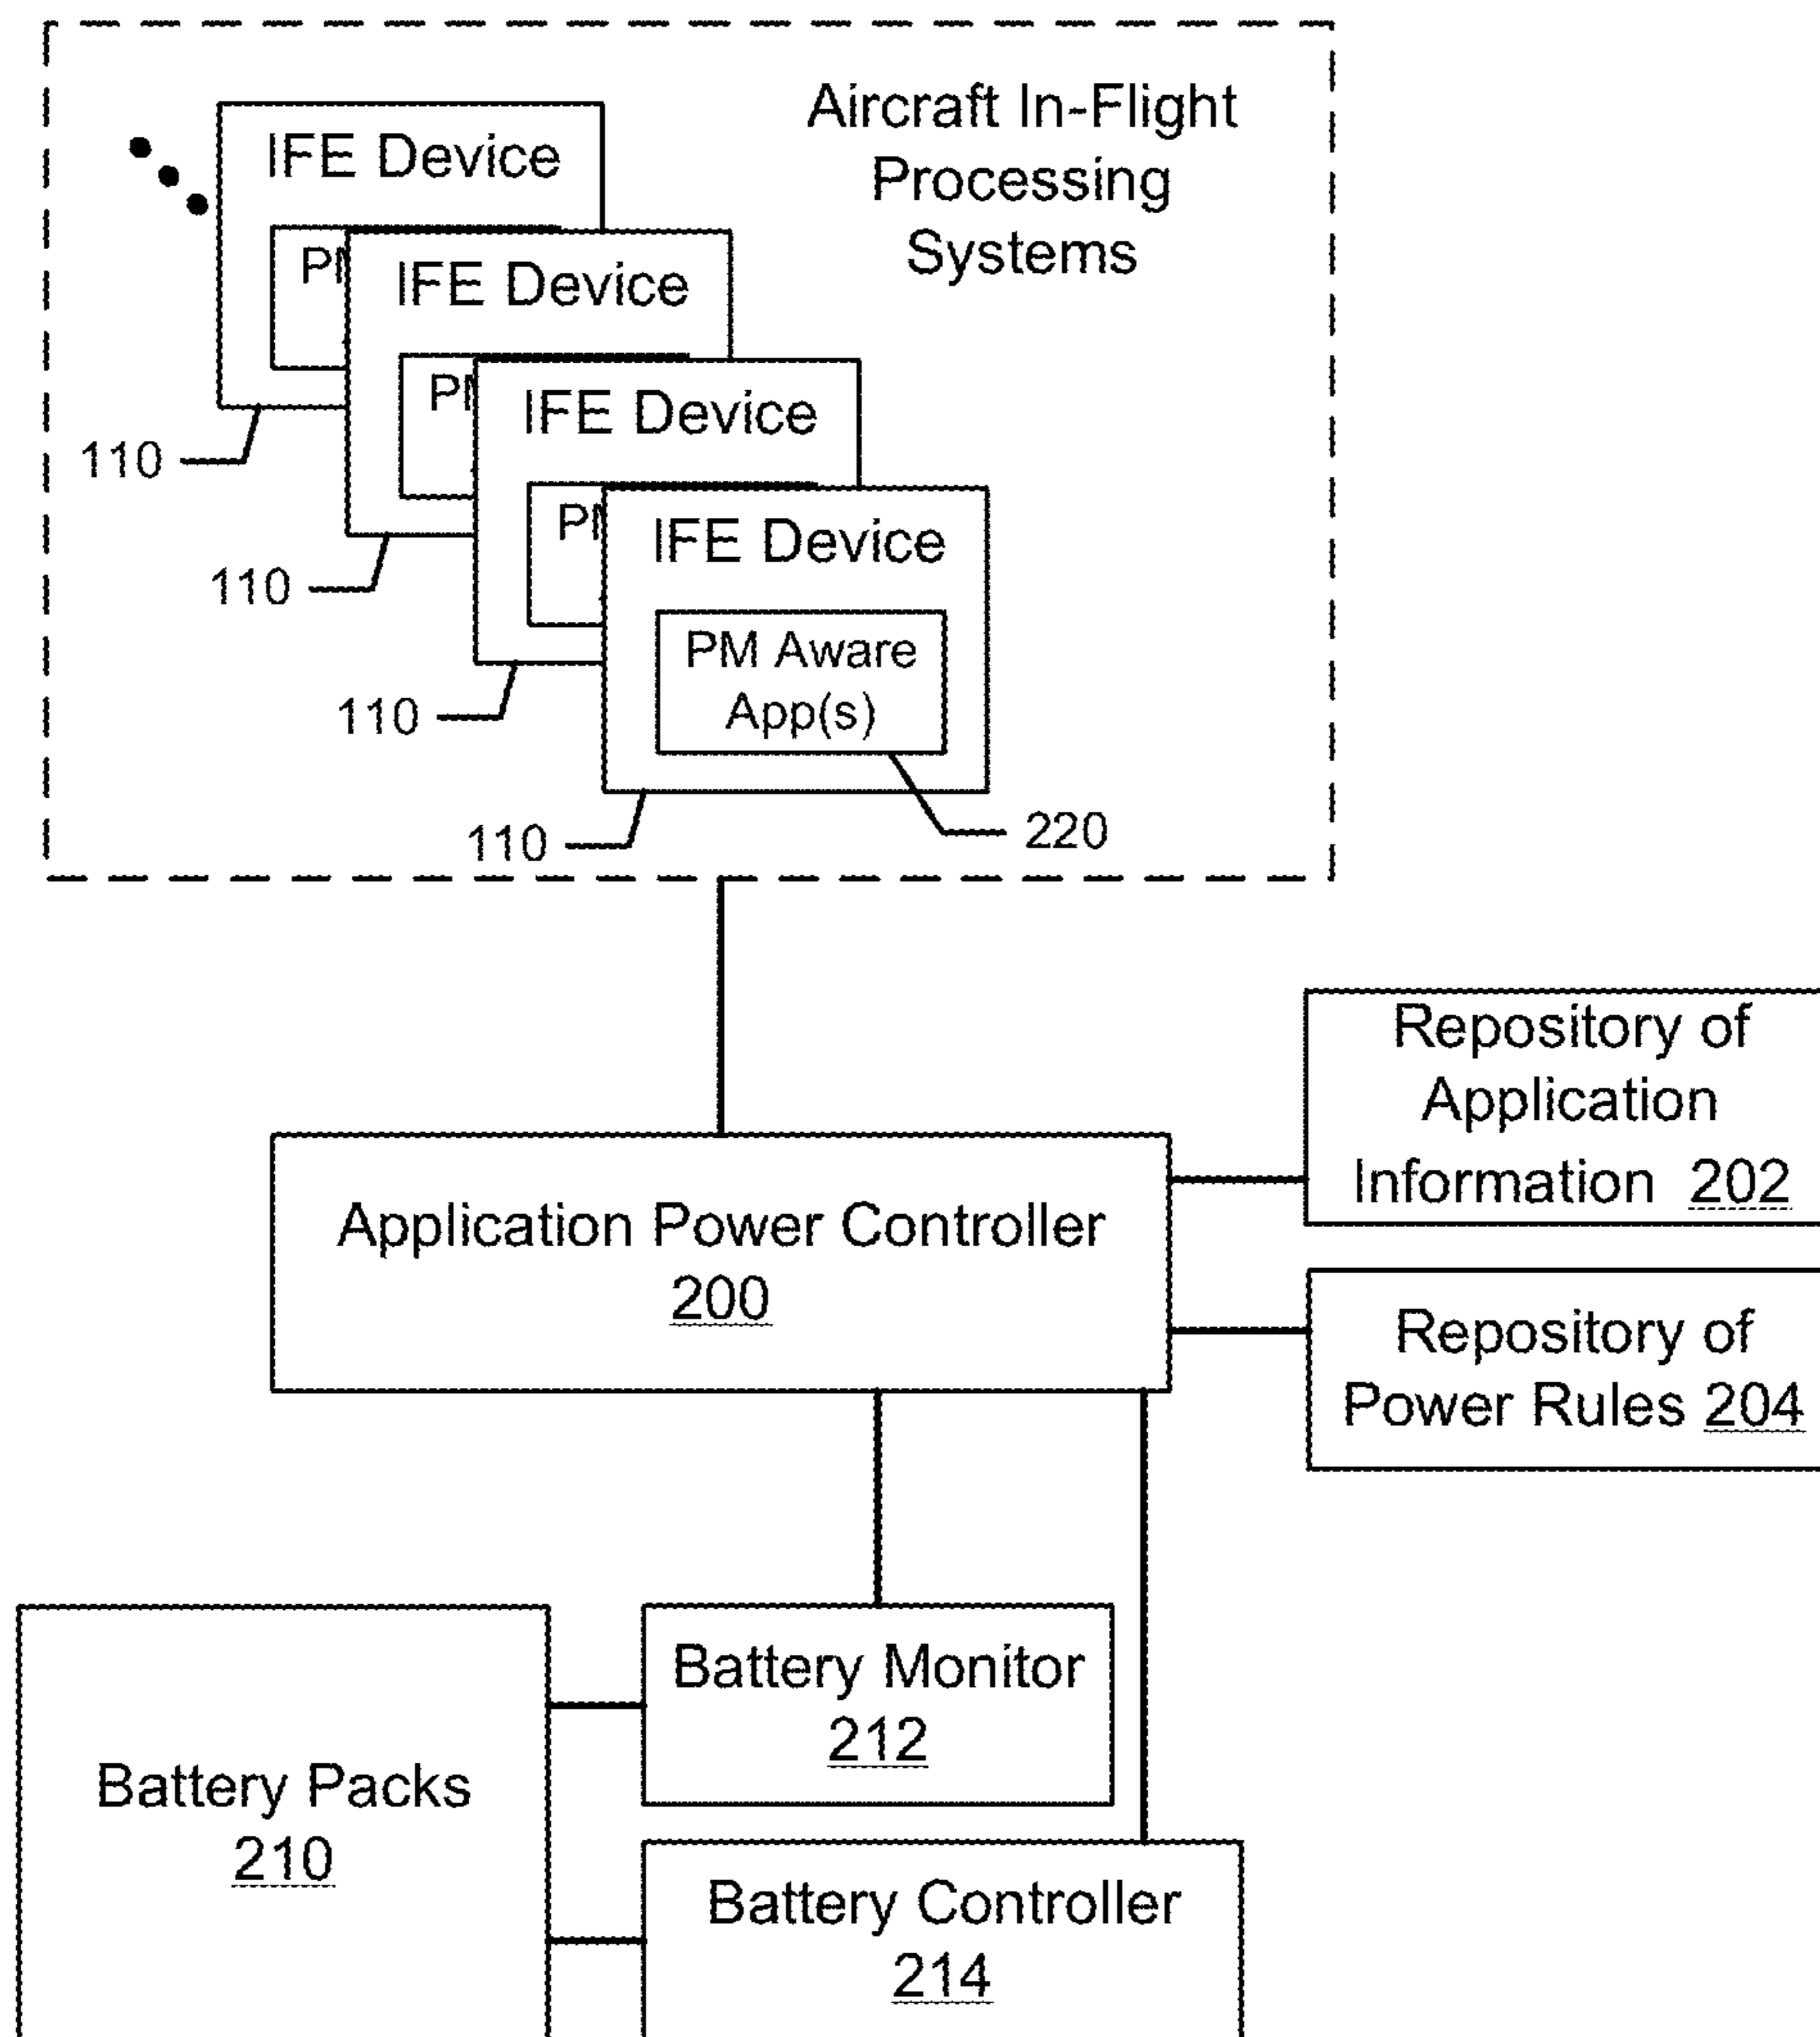 Aircraft In-Flight
Processing
Systems
IFE Device
PM
110
IFE Device
PM
110
IFE Device
PM
110
IFE Device
PM Aware
App(s)
110
220
Repository of
Application
Information 202
Application Power Controller
200
Repository of
Power Rules 204
Battery Monitor
212
Battery Packs
210
Battery Controller
214